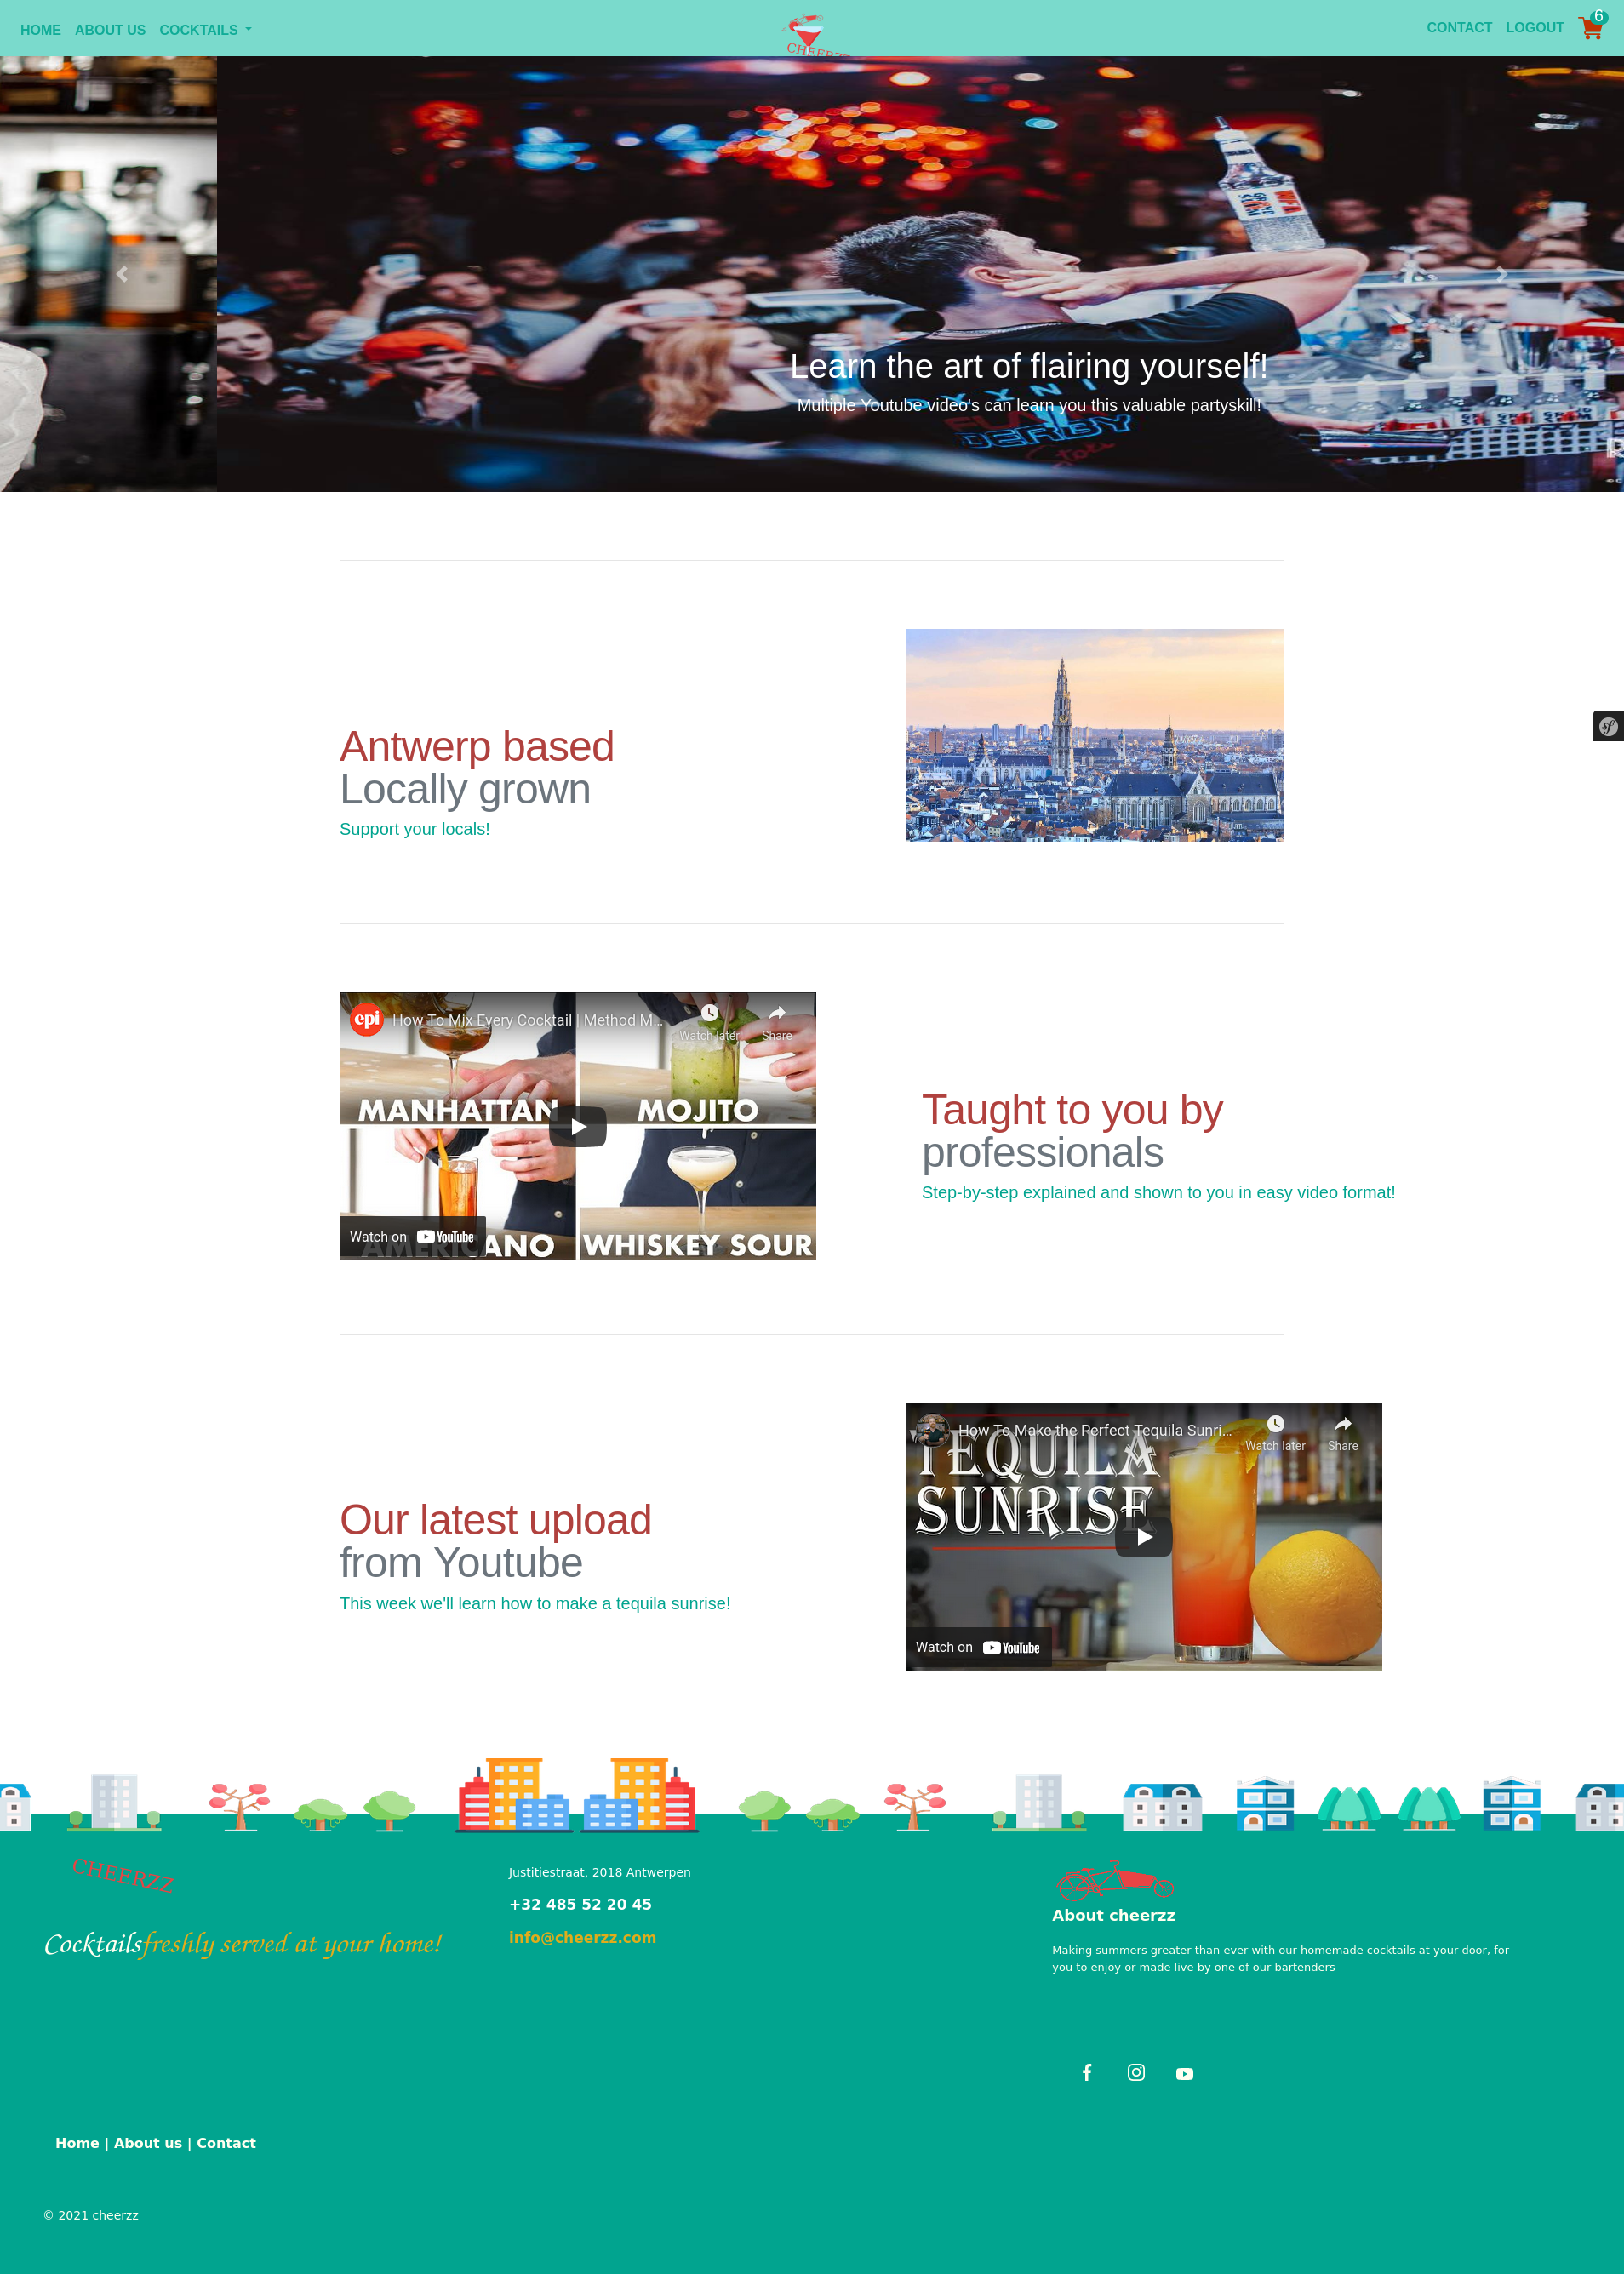 HOME ABOUT US COCKTAILS
CHEERZZ
CONTACT LOGOUT
6
GRAND
SLAM
Learn the art of flairing yourself!
Multiple Youtube video's can learn you this valuable partyskill!
DERBY
Antwerp based
Locally grown
Support your locals!
sf
epi
How To Mix Every Cocktail | Method M...
Watch later
Share
MANHATTAN
MOJITO
AMERICANO
WHISKEY SOUR
Watch on YouTube
Taught to you by
professionals
Step-by-step explained and shown to you in easy video format!
Our latest upload
from Youtube
This week we'll learn how to make a tequila sunrise!
How To Make the Perfect Tequila Sunri...
Watch later
Share
TEQUILA
SUNRISE
Watch on YouTube
CHEERZZ
Cocktailsfreshly served at your home!
Justitiestraat, 2018 Antwerpen
+32 485 52 20 45
info@cheerzz.com
About cheerzz
Making summers greater than ever with our homemade cocktails at your door, for
you to enjoy or made live by one of our bartenders
Home | About us | Contact
© 2021 cheerzz